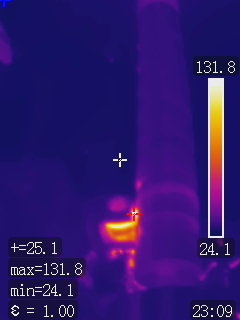 131.8
24.1
+=25.1
max=131.8
min=24.1
ε = 1.00
23:09